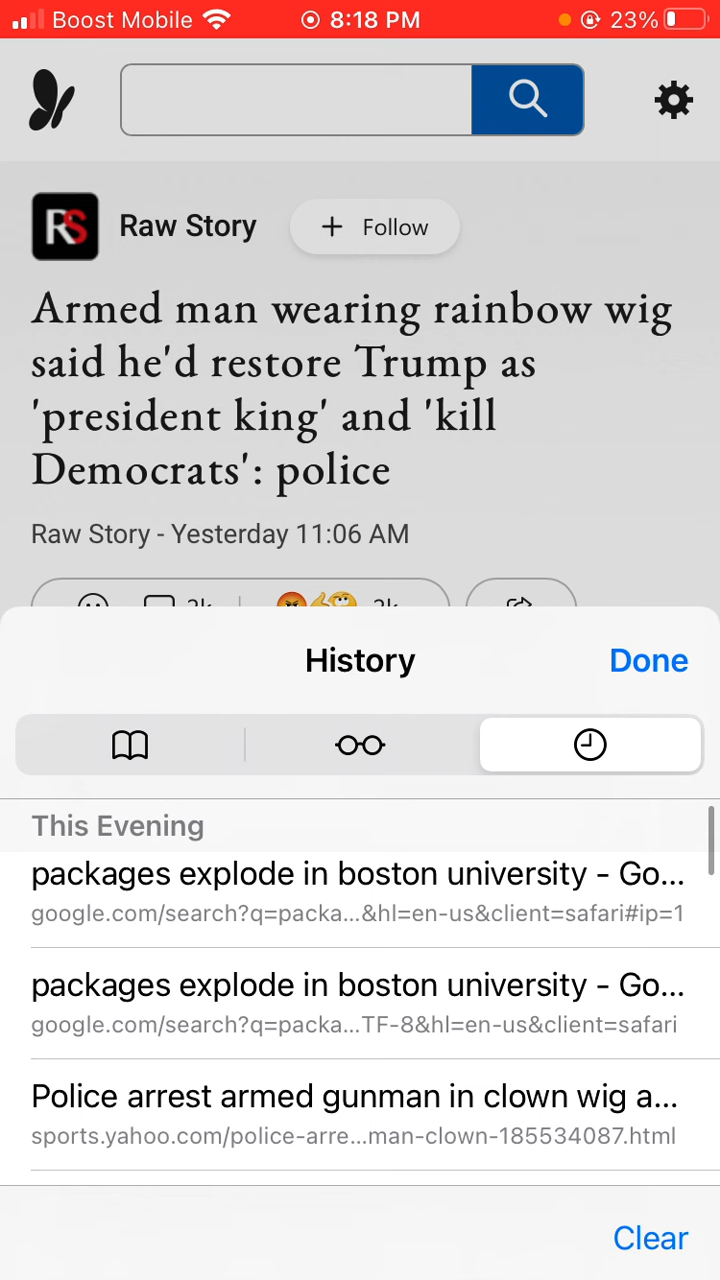 Boost Mobile 8:18 PM 23%
RS Raw Story + Follow
Armed man wearing rainbow wig
said he'd restore Trump as
'president king' and 'kill
Democrats': police
Raw Story - Yesterday 11:06 AM
2k 2k
History Done
This Evening
packages explode in boston university - Go...
google.com/search?q=packa...&hl=en-us&client=safari#ip=1
packages explode in boston university - Go...
google.com/search?q=packa...TF-8&hl=en-us&client=safari
Police arrest armed gunman in clown wig a...
sports.yahoo.com/police-arre...man-clown-185534087.html
Clear